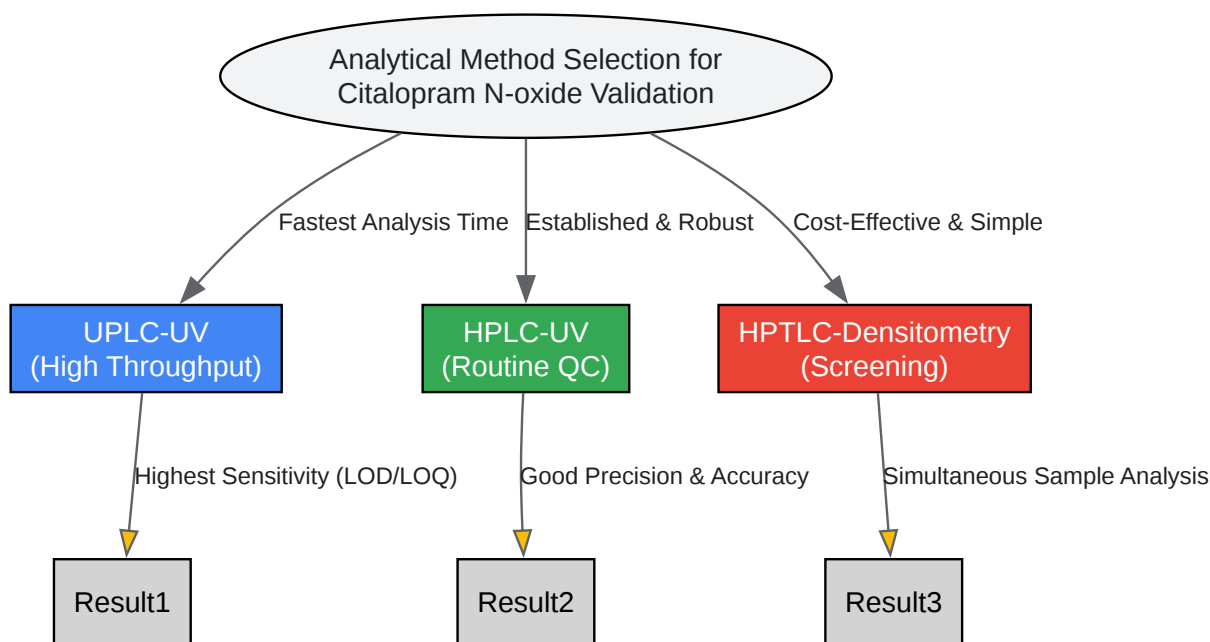 Analytical Method Selection for
Citalopram N-oxide Validation
Fastest Analysis Time
Established & Robust
Cost-Effective & Simple
UPLC-UV
(High Throughput)
HPLC-UV
(Routine QC)
HPTLC-Densitometry
(Screening)
Highest Sensitivity (LOD/LOQ)
Good Precision & Accuracy
Simultaneous Sample Analysis
Result1
Result2
Result3